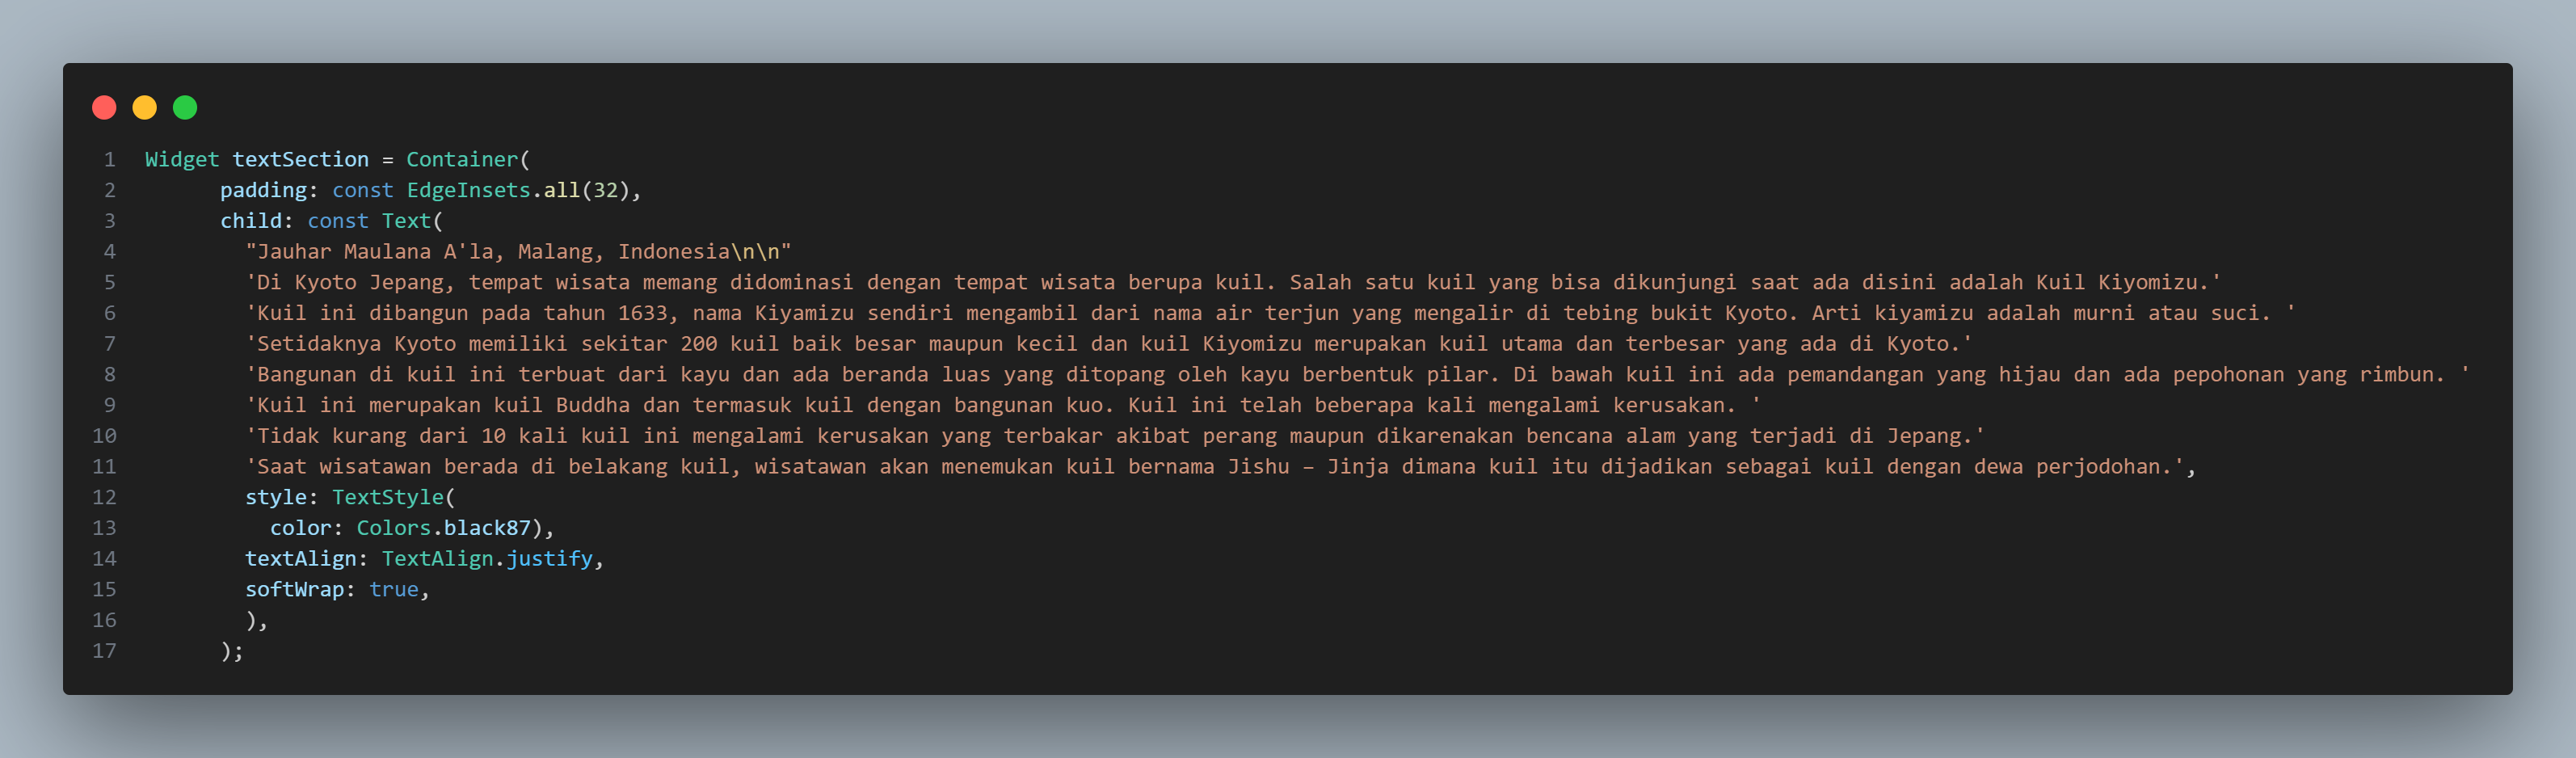 1 Widget textSection = Container(
2 padding: const EdgeInsets.all(32),
3 child: const Text(
4 "Jauhar Maulana A'la, Malang, Indonesia\n\n"
5 'Di Kyoto Jepang, tempat wisata memang didominasi dengan tempat wisata berupa kuil. Salah satu kuil yang bisa dikunjungi saat ada disini adalah Kuil Kiyomizu.'
6 'Kuil ini dibangun pada tahun 1633, nama Kiyamizu sendiri mengambil dari nama air terjun yang mengalir di tebing bukit Kyoto. Arti kiyamizu adalah murni atau suci. '
7 'Setidaknya Kyoto memiliki sekitar 200 kuil baik besar maupun kecil dan kuil Kiyomizu merupakan kuil utama dan terbesar yang ada di Kyoto.'
8 'Bangunan di kuil ini terbuat dari kayu dan ada beranda luas yang ditopang oleh kayu berbentuk pilar. Di bawah kuil ini ada pemandangan yang hijau dan ada pepohonan yang rimbun. '
9 'Kuil ini merupakan kuil Buddha dan termasuk kuil dengan bangunan kuo. Kuil ini telah beberapa kali mengalami kerusakan. '
10 'Tidak kurang dari 10 kali kuil ini mengalami kerusakan yang terbakar akibat perang maupun dikarenakan bencana alam yang terjadi di Jepang.'
11 'Saat wisatawan berada di belakang kuil, wisatawan akan menemukan kuil bernama Jishu – Jinja dimana kuil itu dijadikan sebagai kuil dengan dewa perjodohan.',
12 style: TextStyle(
13 color: Colors.black87),
14 textAlign: TextAlign.justify,
15 softWrap: true,
16 ),
17 );